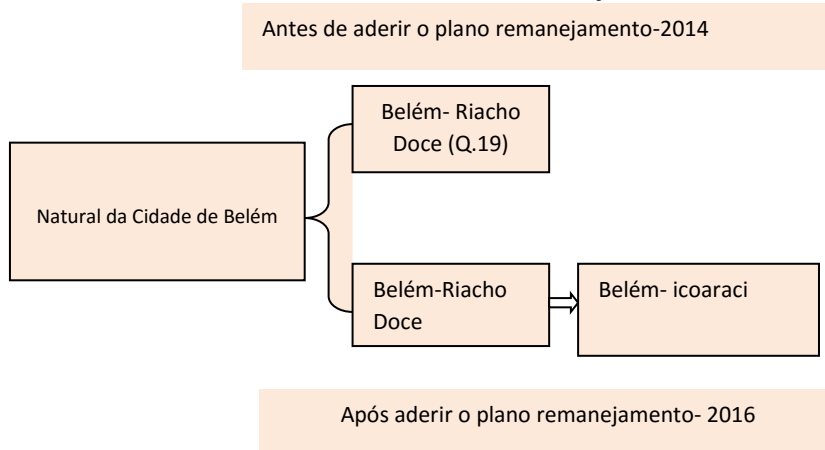 Antes de aderir o plano remanejamento-2014
Belém- Riacho
Doce (Q.19)
Natural da Cidade de Belém
Belém-Riacho
Doce
Belém- icoaraci
Após aderir o plano remanejamento- 2016